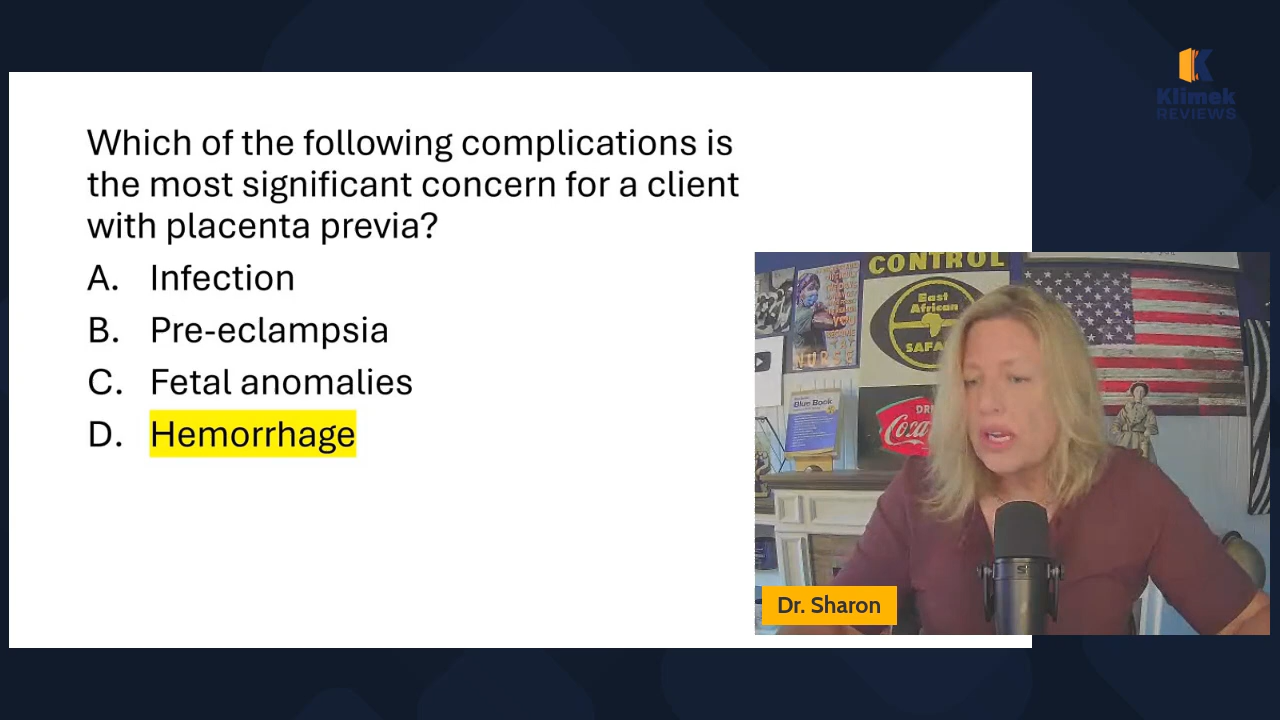 Klimek
REVIEWS
Which of the following complications is
the most significant concern for a client
with placenta previa?
A. Infection
B. Pre-eclampsia
C. Fetal anomalies
D. Hemorrhage
CONTROL
East
African
SAFA
NURSE
Blue Book
DRI
Coca
Dr. Sharon